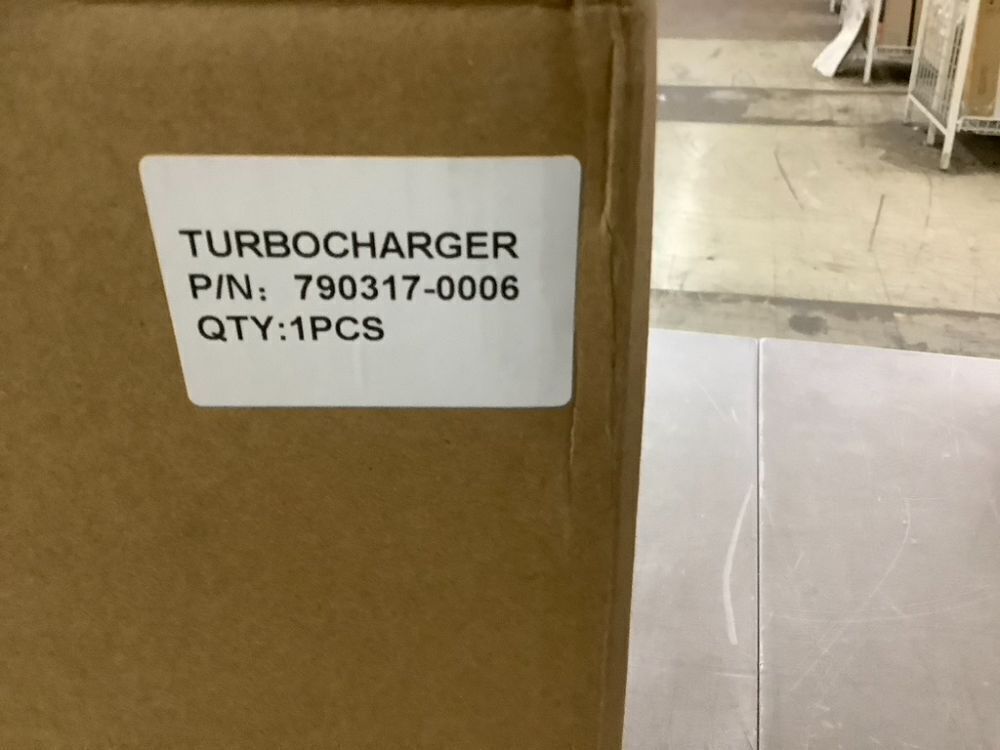 TURBOCHARGER
P/N： 790317-0006
QTY:1PCS